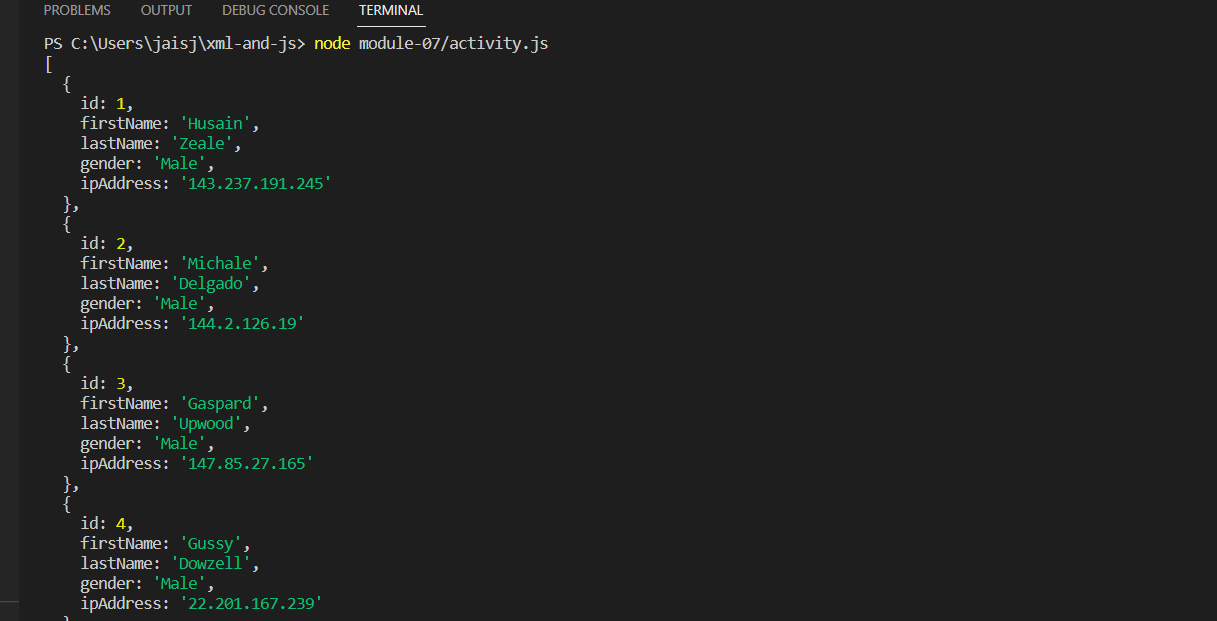 PROBLEMS OUTPUT DEBUG CONSOLE TERMINAL
PS C:\Users\jaisj\xml-and-js> node module-07/activity.js
[
  {
    id: 1,
    firstName: 'Husain',
    lastName: 'Zeale',
    gender: 'Male',
    ipAddress: '143.237.191.245'
  },
  {
    id: 2,
    firstName: 'Michale',
    lastName: 'Delgado',
    gender: 'Male',
    ipAddress: '144.2.126.19'
  },
  {
    id: 3,
    firstName: 'Gaspard',
    lastName: 'Upwood',
    gender: 'Male',
    ipAddress: '147.85.27.165'
  },
  {
    id: 4,
    firstName: 'Gussy',
    lastName: 'Dowzell',
    gender: 'Male',
    ipAddress: '22.201.167.239'